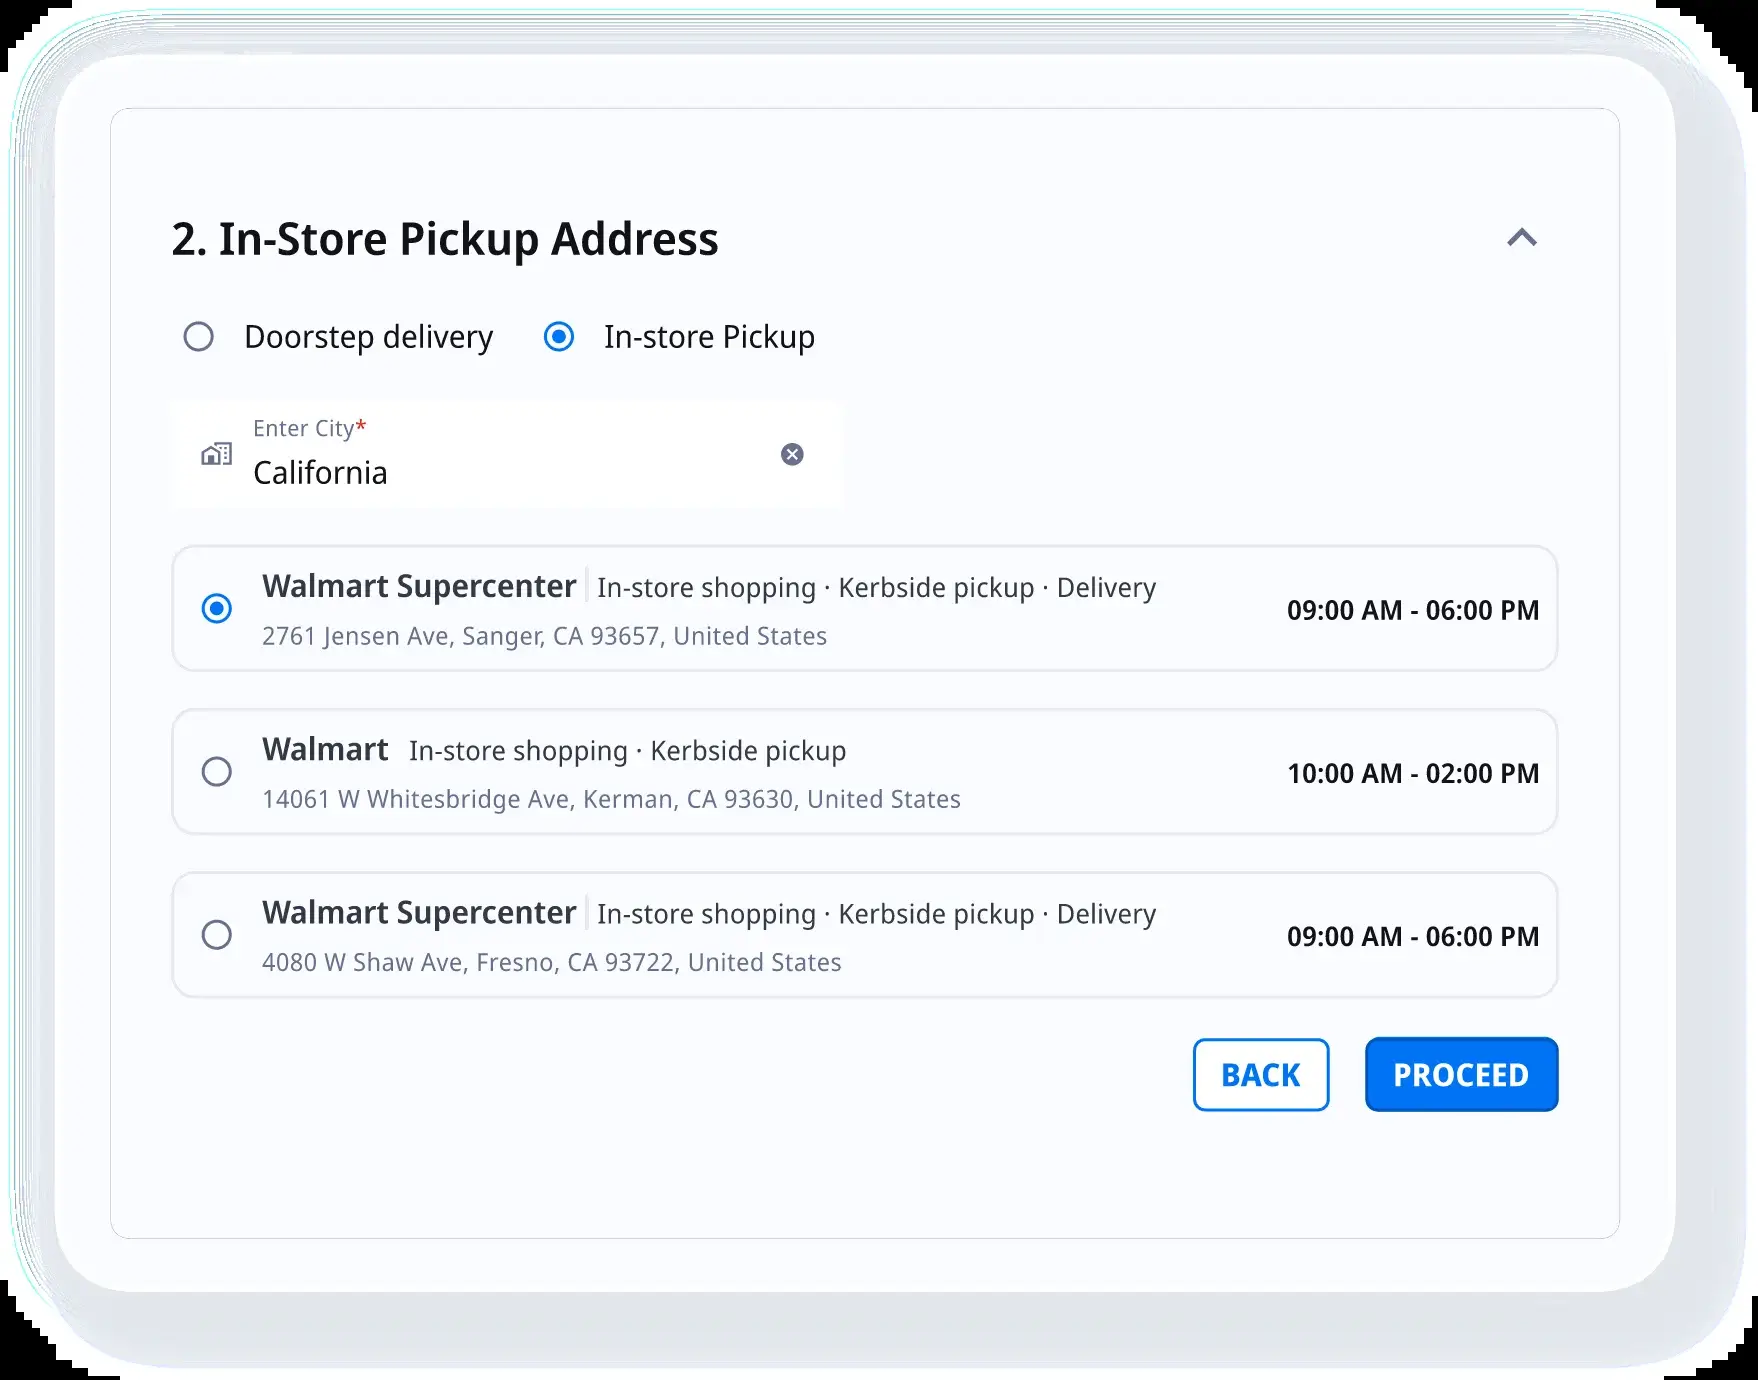 2. In-Store Pickup Address
Doorstep delivery In-store Pickup
Enter City*
California
Walmart Supercenter In-store shopping · Kerbside pickup · Delivery
2761 Jensen Ave, Sanger, CA 93657, United States
09:00 AM - 06:00 PM
Walmart In-store shopping · Kerbside pickup
14061 W Whitesbridge Ave, Kerman, CA 93630, United States
10:00 AM - 02:00 PM
Walmart Supercenter In-store shopping · Kerbside pickup · Delivery
4080 W Shaw Ave, Fresno, CA 93722, United States
09:00 AM - 06:00 PM
BACK PROCEED